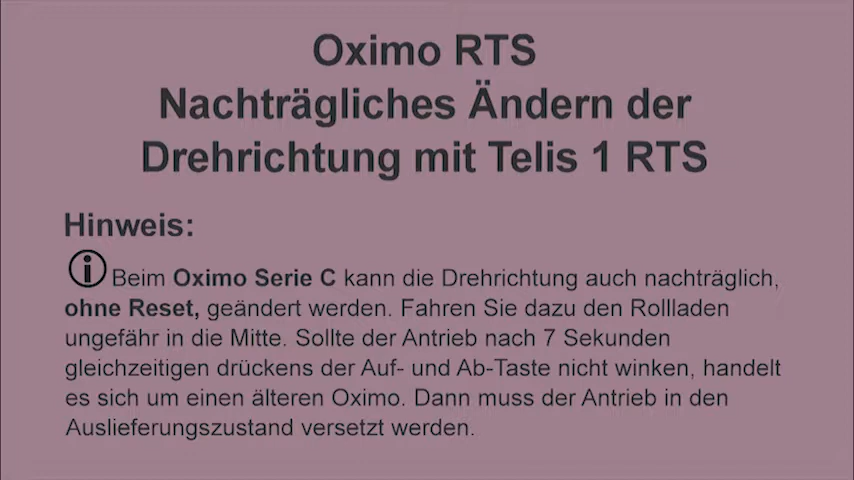 Oximo RTS
Nachträgliches Ändern der
Drehrichtung mit Telis 1 RTS
Hinweis:
Beim Oximo Serie C kann die Drehrichtung auch nachträglich,
ohne Reset, geändert werden. Fahren Sie dazu den Rollladen
ungefähr in die Mitte. Sollte der Antrieb nach 7 Sekunden
gleichzeitigen drückens der Auf- und Ab-Taste nicht winken, handelt
es sich um einen älteren Oximo. Dann muss der Antrieb in den
Auslieferungszustand versetzt werden.